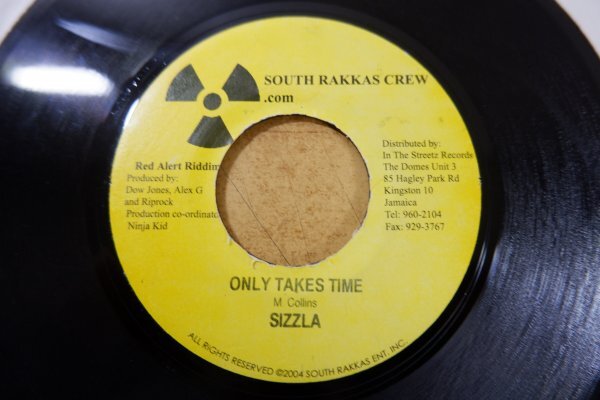 SOUTH RAKKAS CREW
.com
Red Alert Riddim
Produced by:
Dow Jones, Alex G
and Riprock
Production co-ordinato
Ninja Kid
Distributed by:
In The Streetz Records
The Domes Unit 3
85 Hagley Park Rd
Kingston 10
Jamaica
Tel: 960-2104
Fax: 929-3767
ONLY TAKES TIME
M. Collins
SIZZLA
ALL RIGHTS RESERVED ©2004 SOUTH RAKKAS ENT. INC.